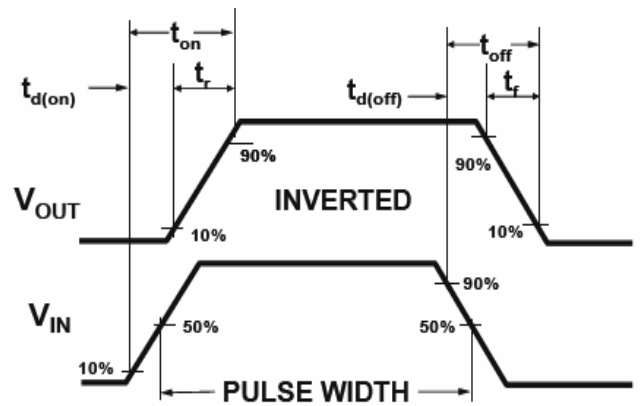 ton
toff
tr
tf
td(on)
td(off)
90%
90%
VOUT
INVERTED
10%
10%
90%
VIN
50%
50%
10%
PULSE WIDTH